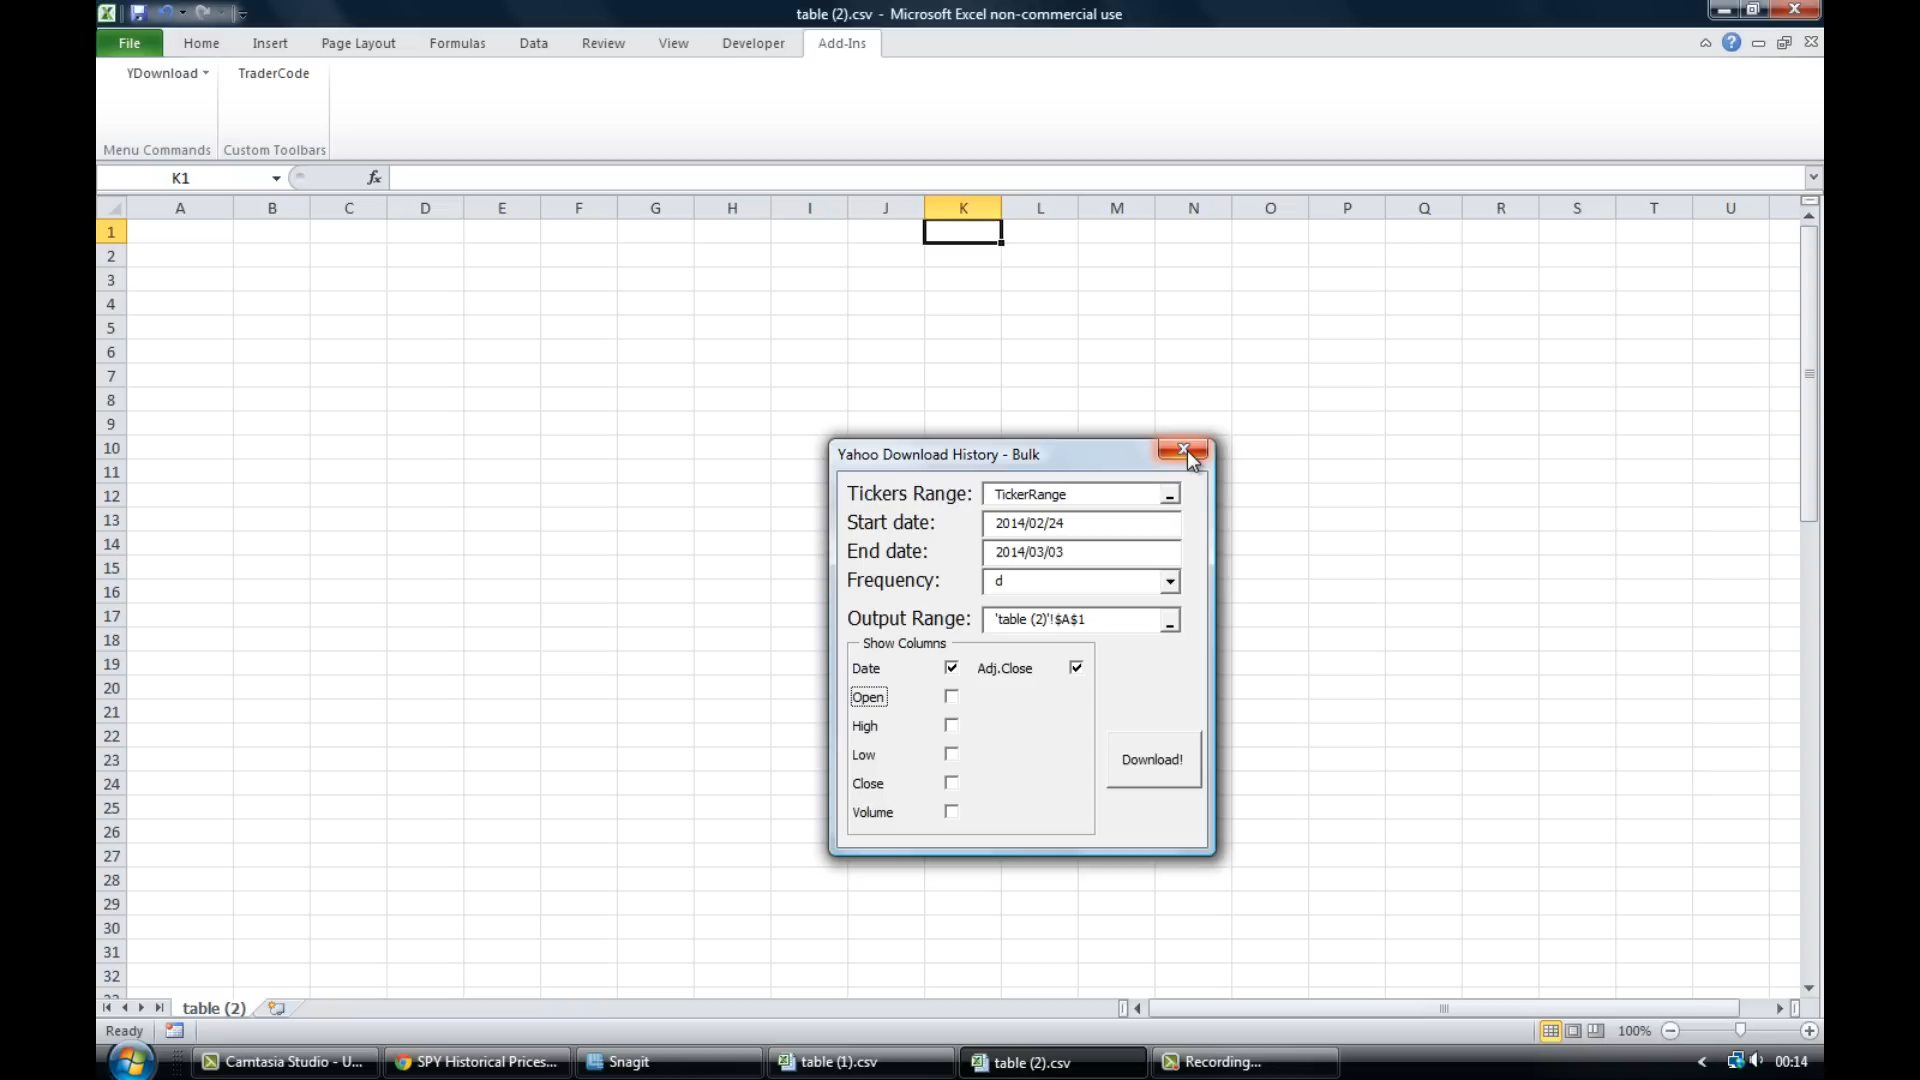 table (2).csv - Microsoft Excel non-commercial use
File Home Insert Page Layout Formulas Data Review View Developer Add-Ins
YDownload TraderCode
Menu Commands Custom Toolbars
K1 fx
A B C D E F G H I J K L M N O P Q R S T U
1
2
3
4
5
6
7
8
9
10
11
12
13
14
15
16
17
18
19
20
21
22
23
24
25
26
27
28
29
30
31
32
Yahoo Download History - Bulk
Tickers Range: TickerRange
Start date: 2014/02/24
End date: 2014/03/03
Frequency: d
Output Range: 'table (2)'!$A$1
Show Columns
Date Adj.Close
Open
High
Low
Close
Volume
Download!
table (2)
Ready 100%
Camtasia Studio - U... SPY Historical Prices... Snagit table (1).csv table (2).csv Recording... 00:14